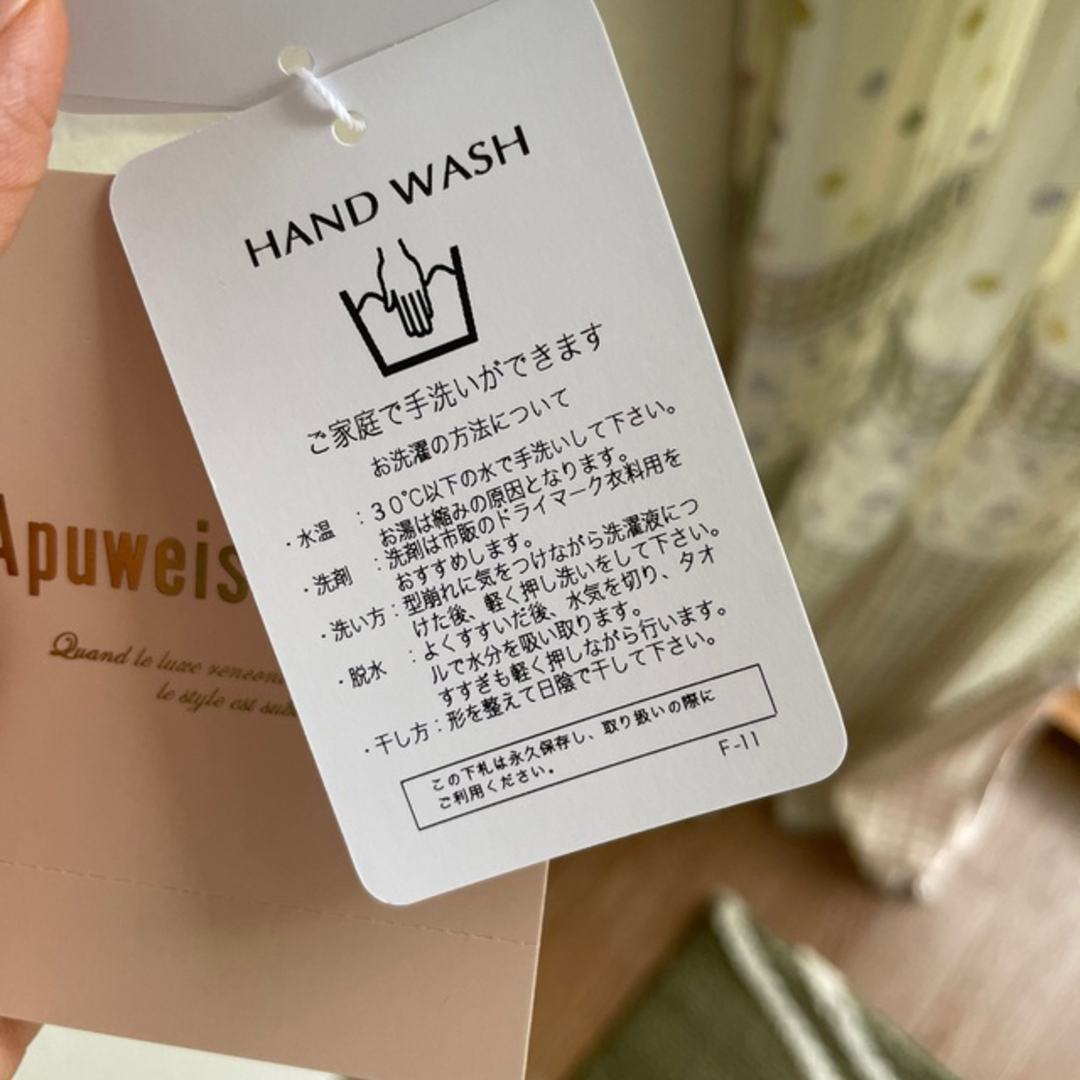 HAND WASH
ご家庭で手洗いができます
お洗濯の方法について
・水温 :30℃以下の水で手洗いして下さい。
お湯は縮みの原因となります。
・洗剤 :洗剤は市販のドライマーク衣料用を
おすすめします。
・洗い方:型崩れに気をつけながら洗濯液につ
けた後、軽く押し洗いをして下さい。
・脱水 :よくすすいだ後、水気を切り、タオ
ルで水分を吸い取ります。
すすぎも軽く押しながら行います。
・干し方:形を整えて日陰で干して下さい。
この下札は永久保存し、取り扱いの際に
ご利用ください。
F-11
Apuweis
Quand le luxe
le style est